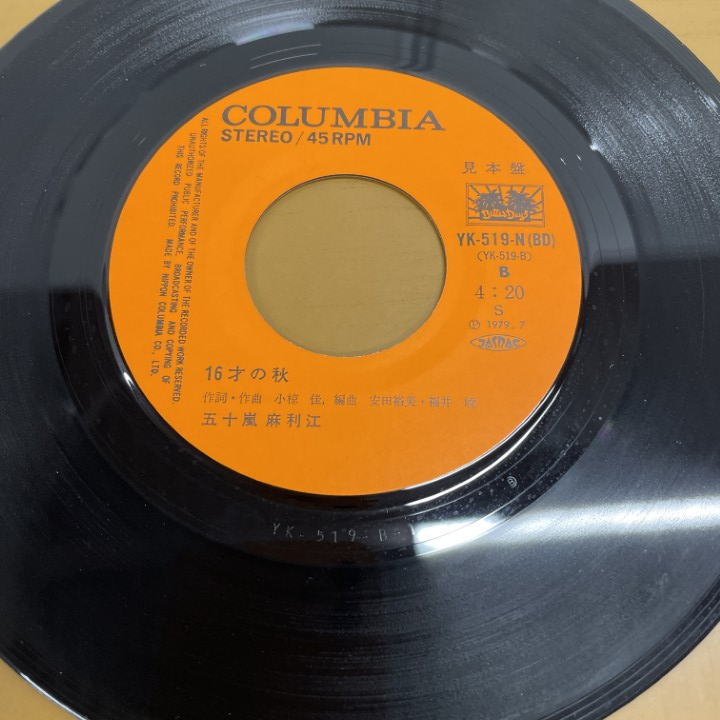 COLUMBIA
STEREO/45RPM
見本盤
YK-519-N(BD)
(YK-519-B)
B
4:20
S
℗ 1979.7
JASRAC
16才の秋
作詞・作曲 小椋 佳, 編曲 安田裕美・福井
五十嵐 麻利江
ALL RIGHTS OF THE MANUFACTURER AND OF THE OWNER OF THE RECORDED WORK RESERVED.
UNAUTHORIZED PUBLIC PERFORMANCE, BROADCASTING AND COPYING OF
THIS RECORD PROHIBITED. MADE BY NIPPON COLUMBIA CO., LTD.
YK-519-B